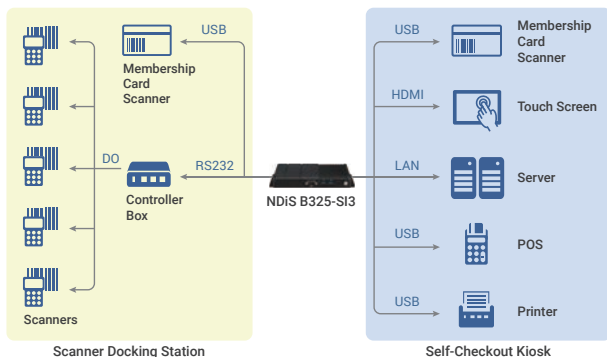 USB
Membership
Card
Scanner
DO
RS232
Controller
Box
Scanners
Scanner Docking Station
NDiS B325-SI3
USB
Membership
Card
Scanner
HDMI
Touch Screen
LAN
Server
USB
POS
USB
Printer
Self-Checkout Kiosk